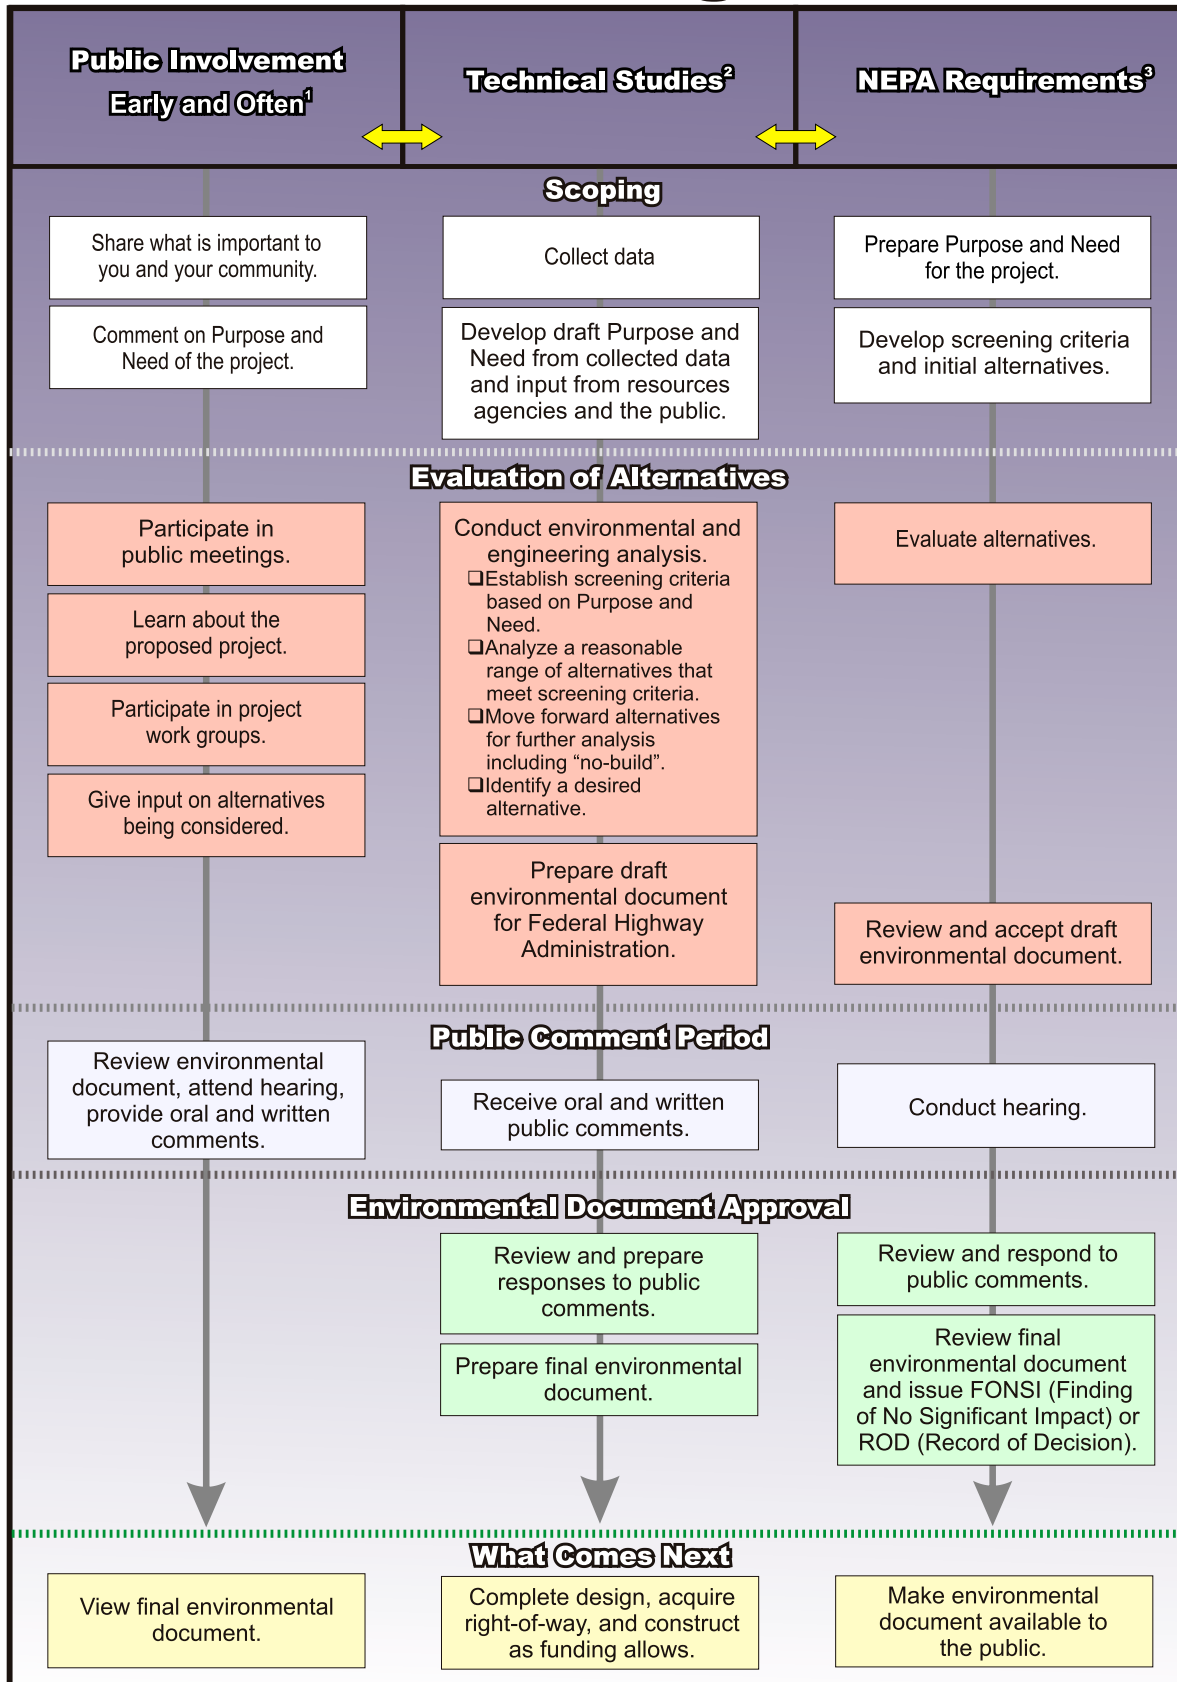 Public Involvement
Early and Often¹
Technical Studies²
NEPA Requirements³
Scoping
Share what is important to
you and your community.
Comment on Purpose and
Need of the project.
Collect data
Develop draft Purpose and
Need from collected data
and input from resources
agencies and the public.
Prepare Purpose and Need
for the project.
Develop screening criteria
and initial alternatives.
Evaluation of Alternatives
Participate in
public meetings.
Learn about the
proposed project.
Participate in project
work groups.
Give input on alternatives
being considered.
Conduct environmental and
engineering analysis.
❑Establish screening criteria
based on Purpose and
Need.
❑Analyze a reasonable
range of alternatives that
meet screening criteria.
❑Move forward alternatives
for further analysis
including “no-build”.
❑Identify a desired
alternative.
Prepare draft
environmental document
for Federal Highway
Administration.
Evaluate alternatives.
Review and accept draft
environmental document.
Public Comment Period
Review environmental
document, attend hearing,
provide oral and written
comments.
Receive oral and written
public comments.
Conduct hearing.
Environmental Document Approval
Review and prepare
responses to public
comments.
Prepare final environmental
document.
Review and respond to
public comments.
Review final
environmental document
and issue FONSI (Finding
of No Significant Impact) or
ROD (Record of Decision).
What Comes Next
View final environmental
document.
Complete design, acquire
right-of-way, and construct
as funding allows.
Make environmental
document available to
the public.